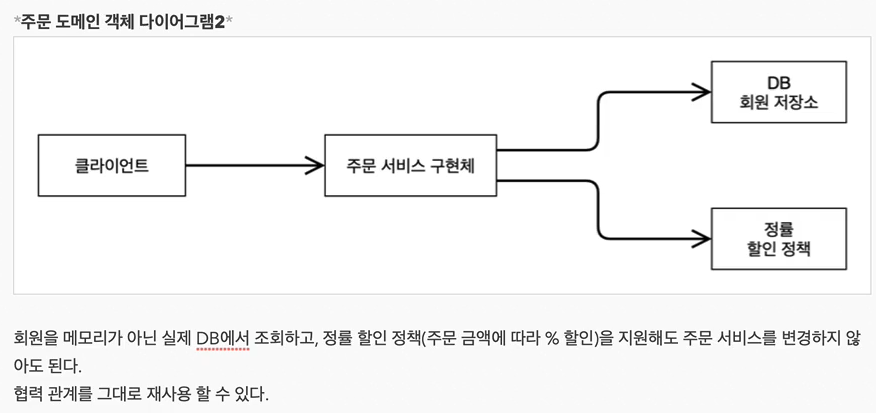 *주문 도메인 객체 다이어그램2*
DB
회원 저장소
클라이언트
주문 서비스 구현체
정률
할인 정책
회원을 메모리가 아닌 실제 DB에서 조회하고, 정률 할인 정책(주문 금액에 따라 % 할인)을 지원해도 주문 서비스를 변경하지 않
아도 된다.
협력 관계를 그대로 재사용 할 수 있다.